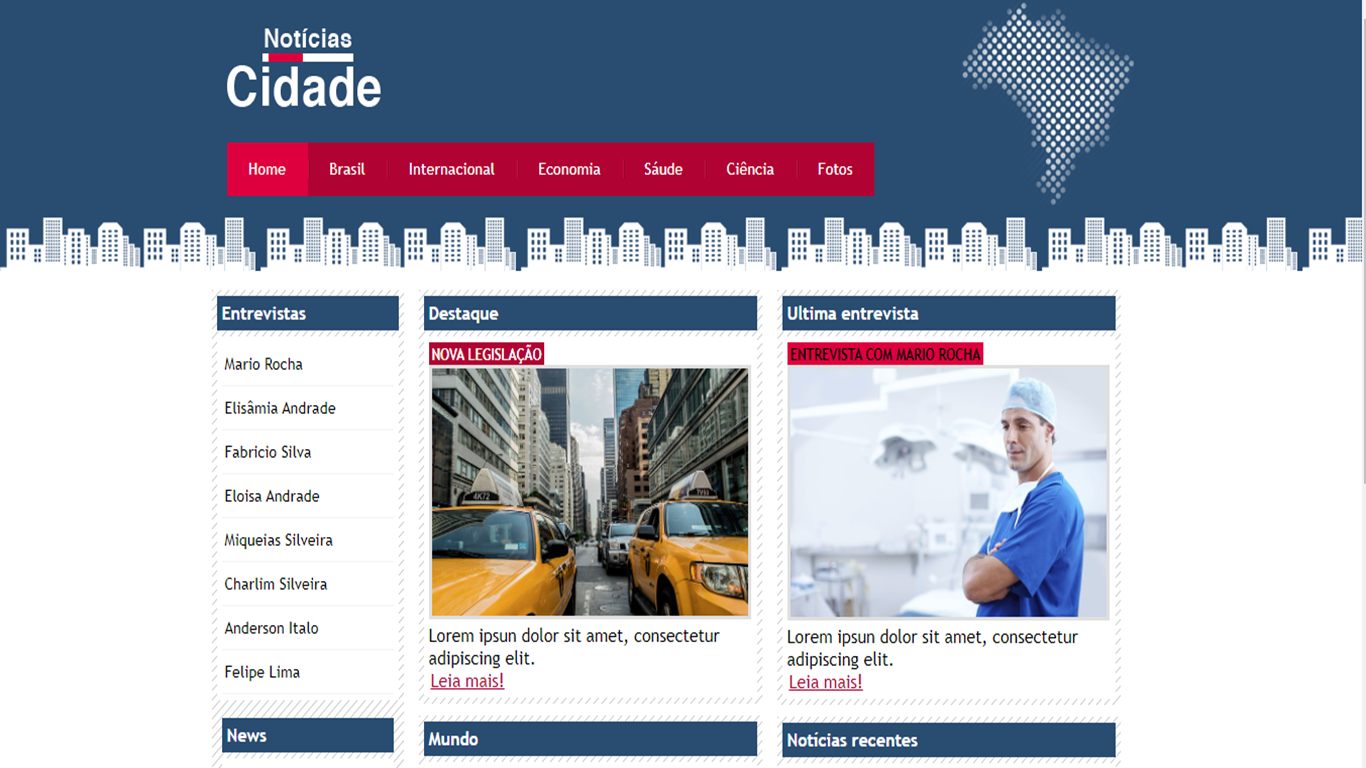 Notícias
Cidade
Home Brasil Internacional Economia Sáude Ciência Fotos
Entrevistas
Mario Rocha
Elisâmia Andrade
Fabricio Silva
Eloisa Andrade
Miqueias Silveira
Charlim Silveira
Anderson Italo
Felipe Lima
News
Destaque
NOVA LEGISLAÇÃO
4K72
Lorem ipsun dolor sit amet, consectetur
adipiscing elit.
Leia mais!
Mundo
Ultima entrevista
ENTREVISTA COM MARIO ROCHA
Lorem ipsun dolor sit amet, consectetur
adipiscing elit.
Leia mais!
Notícias recentes